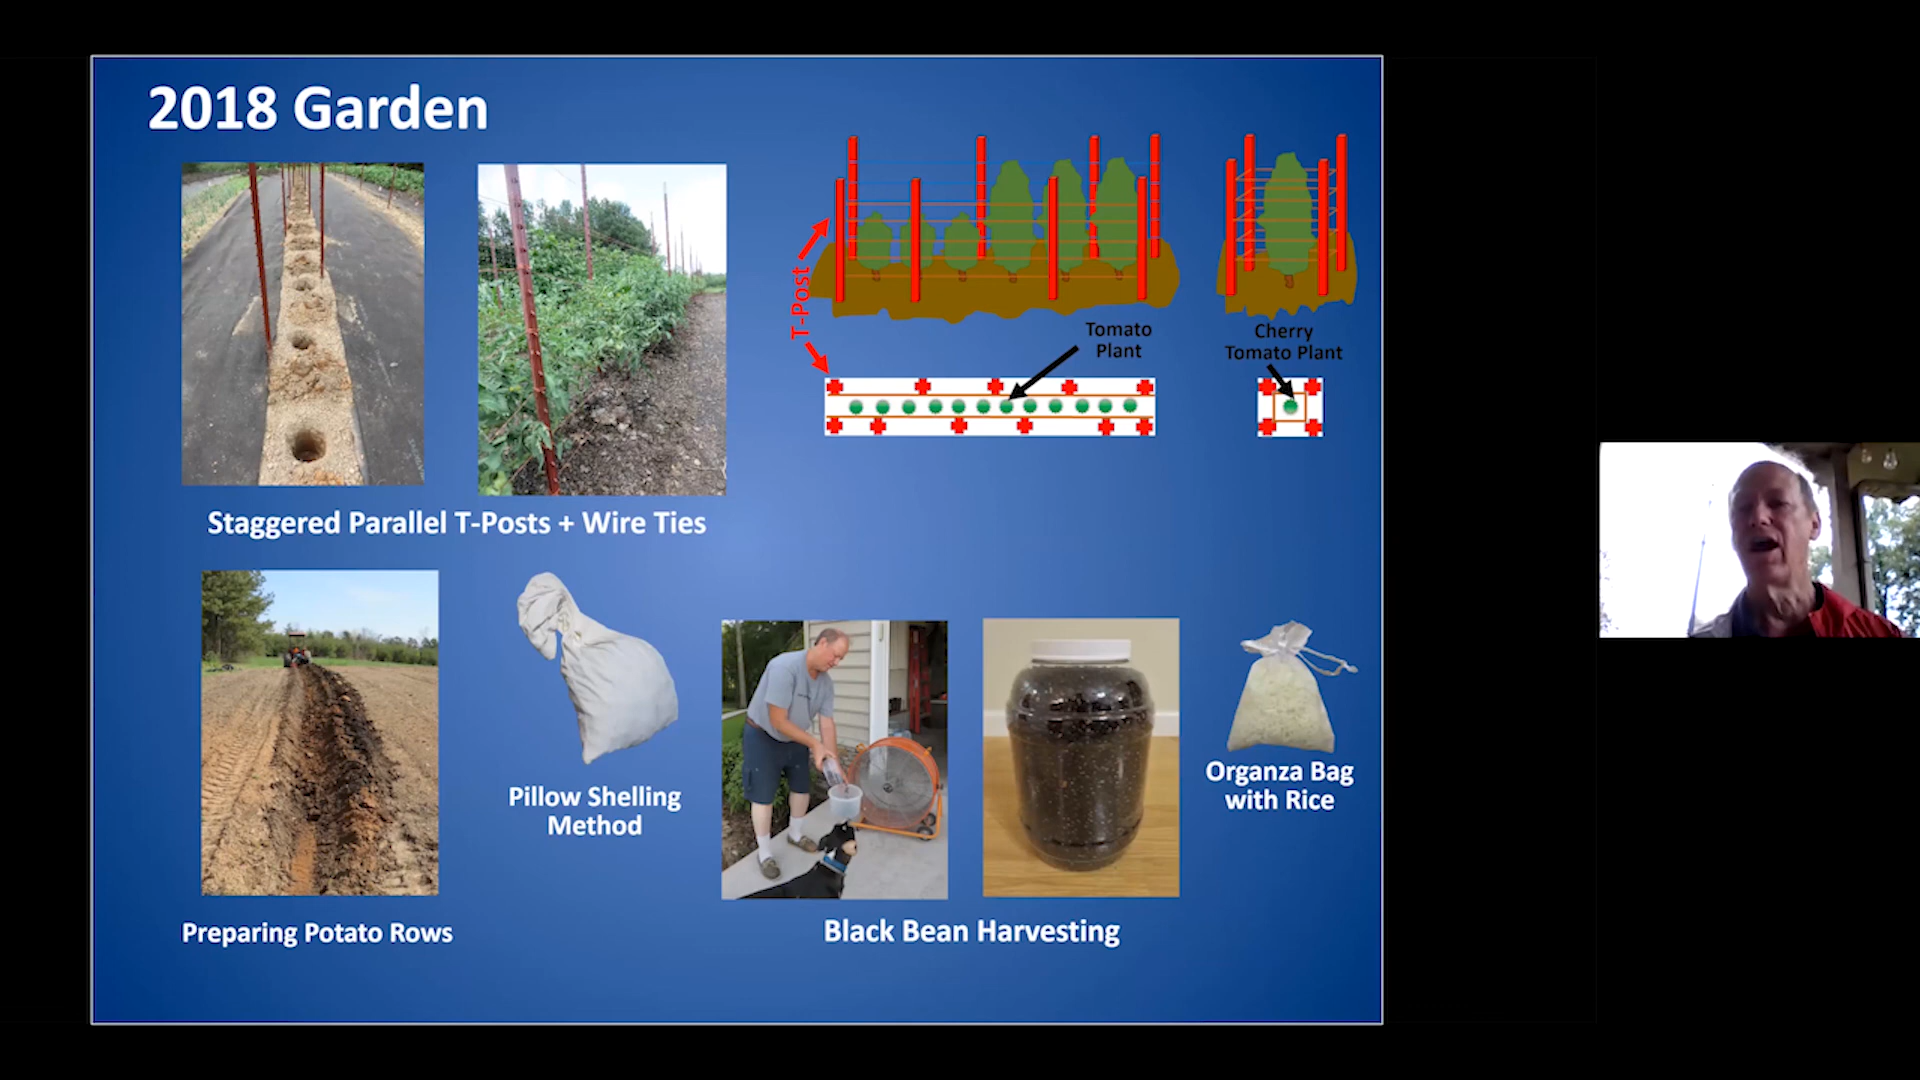 2018 Garden
T-Post
Tomato
Plant
Cherry
Tomato Plant
Staggered Parallel T-Posts + Wire Ties
Pillow Shelling
Method
Organza Bag
with Rice
Preparing Potato Rows
Black Bean Harvesting